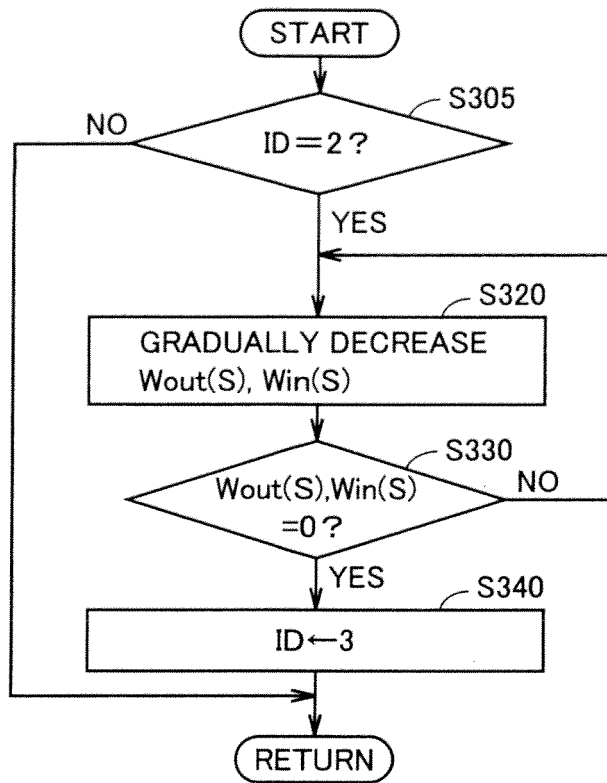 START
S305
NO
ID=2?
YES
S320
GRADUALLY DECREASE
Wout(S), Win(S)
S330
Wout(S),Win(S)
=0?
NO
YES
S340
ID←3
RETURN